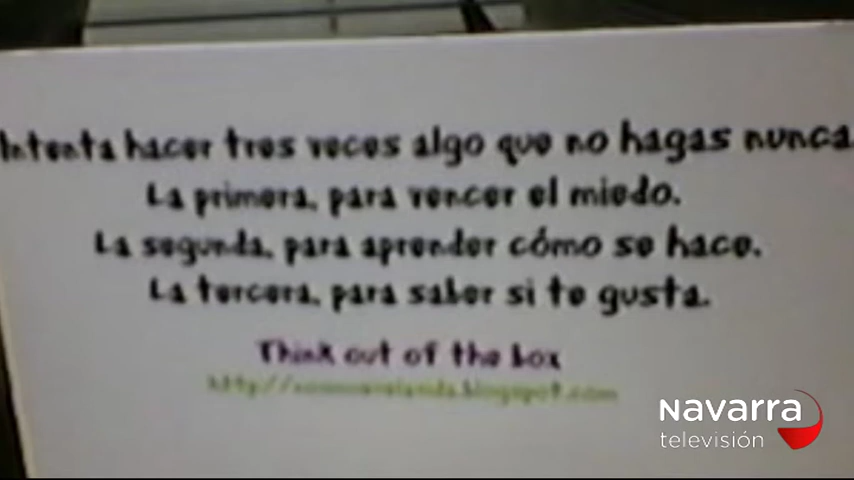 Intenta hacer tres veces algo que no hagas nunca.
La primera, para vencer el miedo.
La segunda, para aprender cómo se hace.
La tercera, para saber si te gusta.
Think out of the box
Navarra
televisión